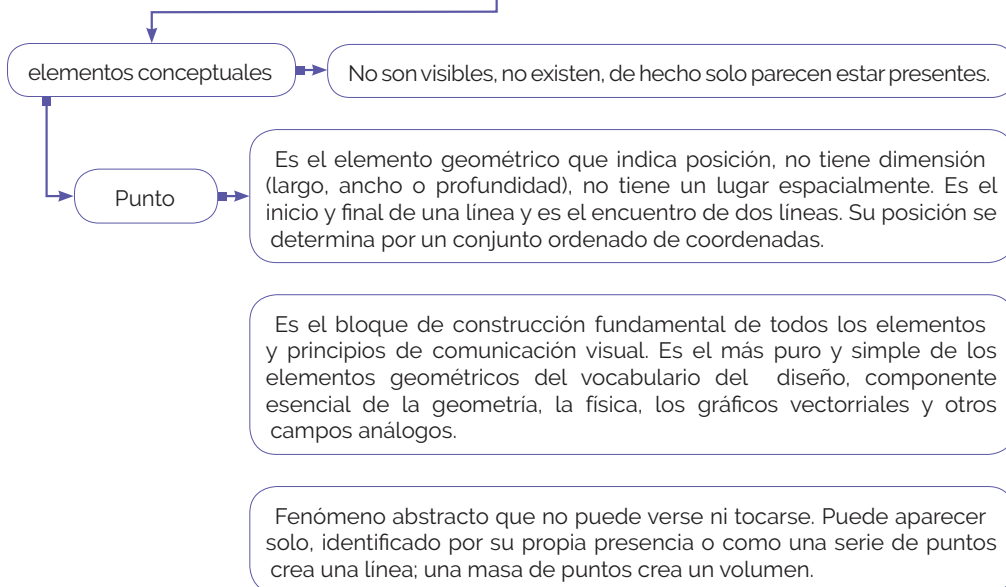 elementos conceptuales
No son visibles, no existen, de hecho solo parecen estar presentes.
Punto
Es el elemento geométrico que indica posición, no tiene dimensión
(largo, ancho o profundidad), no tiene un lugar espacialmente. Es el
inicio y final de una línea y es el encuentro de dos líneas. Su posición se
determina por un conjunto ordenado de coordenadas.
Es el bloque de construcción fundamental de todos los elementos
y principios de comunicación visual. Es el más puro y simple de los
elementos geométricos del vocabulario del diseño, componente
esencial de la geometría, la física, los gráficos vectorriales y otros
campos análogos.
Fenómeno abstracto que no puede verse ni tocarse. Puede aparecer
solo, identificado por su propia presencia o como una serie de puntos
crea una línea; una masa de puntos crea un volumen.